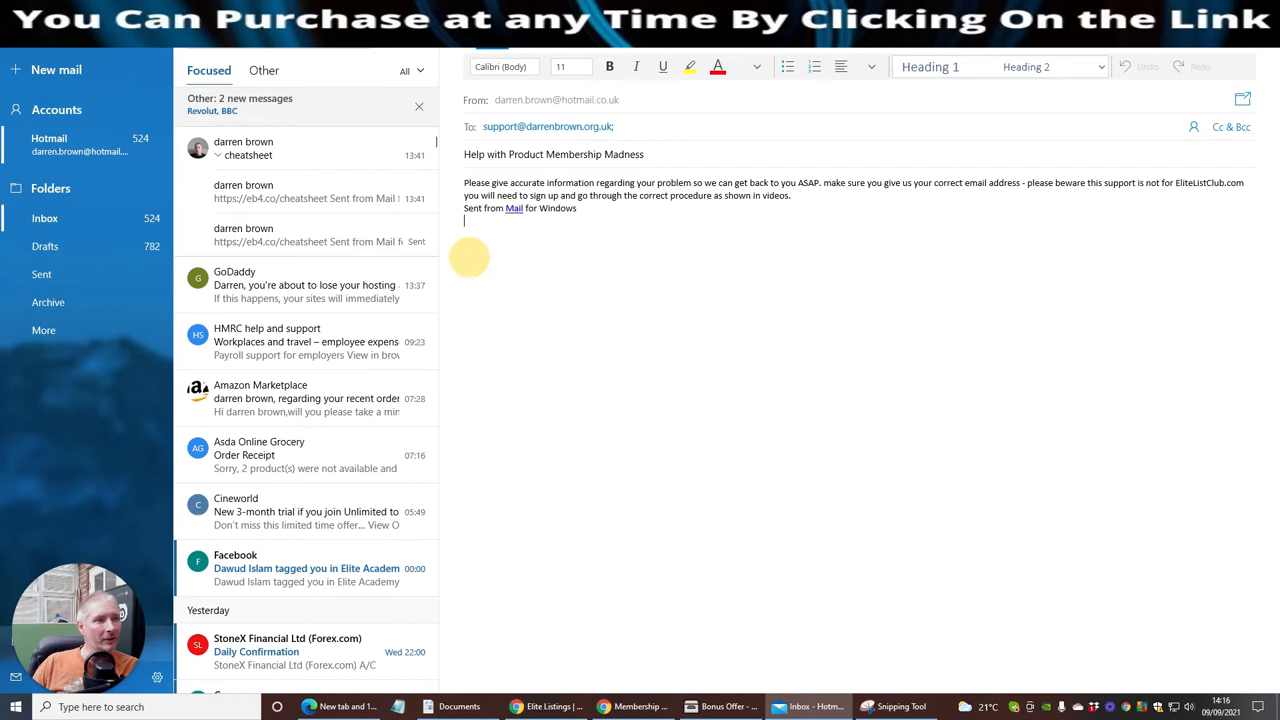 You Can Purchase at Any Time By Clicking On the Link
New mail
Accounts
Hotmail 524
darren.brown@hotmail....
Folders
Inbox 524
Drafts 782
Sent
Archive
More
Focused Other All
Other: 2 new messages
Revolut, BBC
darren brown
cheatsheet 13:41
darren brown
https://eb4.co/cheatsheet Sent from Mail 13:41
darren brown
https://eb4.co/cheatsheet Sent from Mail fo Sent
GoDaddy
Darren, you're about to lose your hosting 13:37
If this happens, your sites will immediately
HMRC help and support
Workplaces and travel – employee expens 09:23
Payroll support for employers View in brow
Amazon Marketplace
darren brown, regarding your recent order 07:28
Hi darren brown,will you please take a min
Asda Online Grocery
Order Receipt 07:16
Sorry, 2 product(s) were not available and
Cineworld
New 3-month trial if you join Unlimited to 05:49
Don't miss this limited time offer... View O
Facebook
Dawud Islam tagged you in Elite Academ 00:00
Dawud Islam tagged you in Elite Academy
Yesterday
StoneX Financial Ltd (Forex.com)
Daily Confirmation Wed 22:00
StoneX Financial Ltd (Forex.com) A/C
G
HS
a
AG
C
F
SL
Calibri (Body) 11 B I U A Heading 1 Heading 2 Undo Redo
From: darren.brown@hotmail.co.uk
To: support@darrenbrown.org.uk; Cc & Bcc
Help with Product Membership Madness
Please give accurate information regarding your problem so we can get back to you ASAP. make sure you give us your correct email address - please beware this support is not for EliteListClub.com
you will need to sign up and go through the correct procedure as shown in videos.
Sent from Mail for Windows
Type here to search
New tab and 1... Documents Elite Listings |... Membership ... Bonus Offer - ... Inbox - Hotm... Snipping Tool 21°C
14:16
09/09/2021